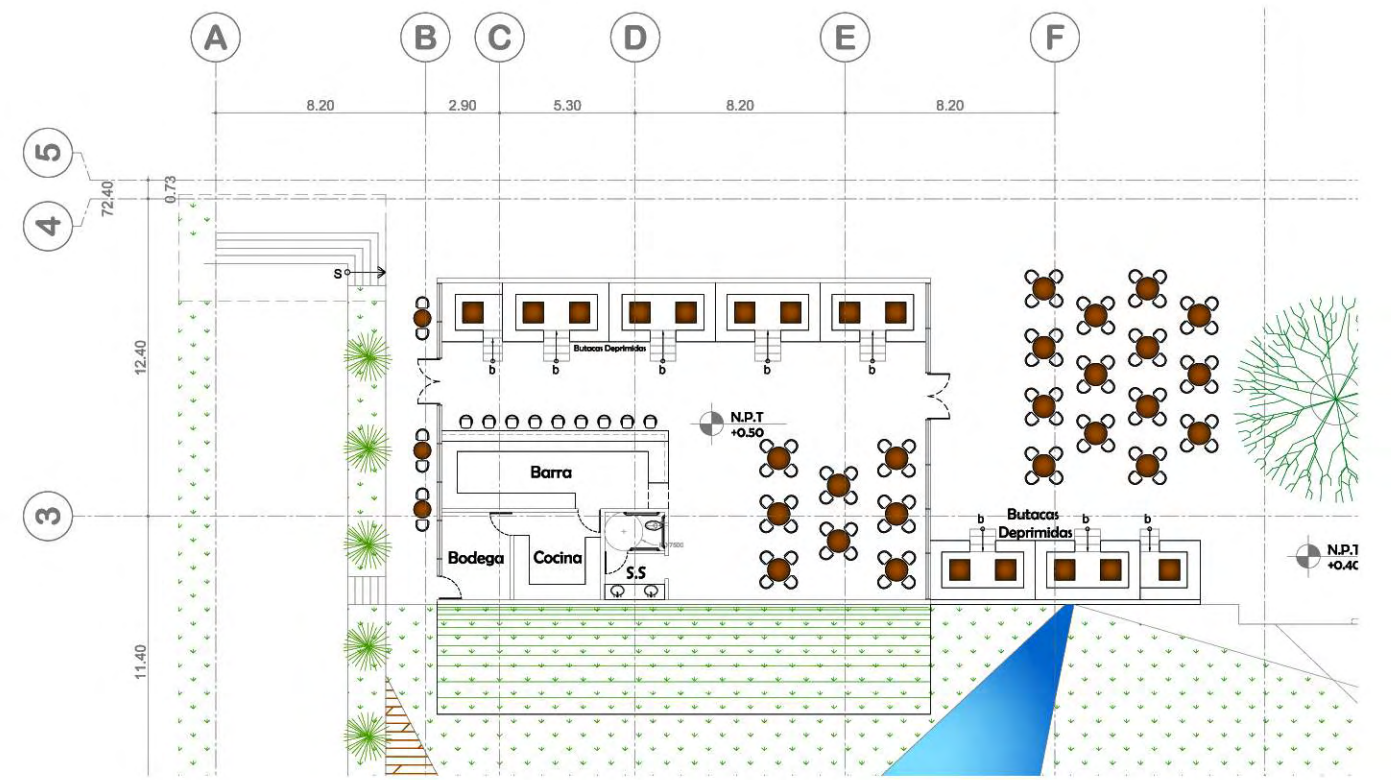 A B C D E F
8.20 2.90 5.30 8.20 8.20
5
72.40
0.73
4
S
Butacas Deprimidas
b b b b b
12.40
N.P.T
+0.50
Barra
3
Butacas
Deprimidas
b b b
Bodega
Cocina
S.S
N.P.T
+0.40
11.40